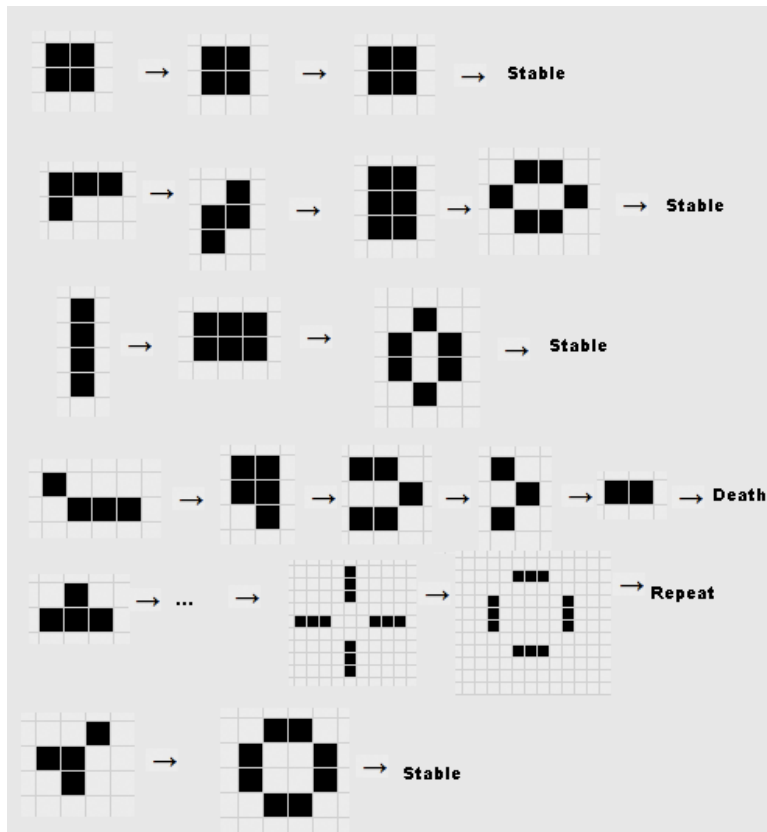 → → → Stable
→ → → → Stable
→ → → Stable
→ → → → → Death
→ ... → → → Repeat
→ → Stable